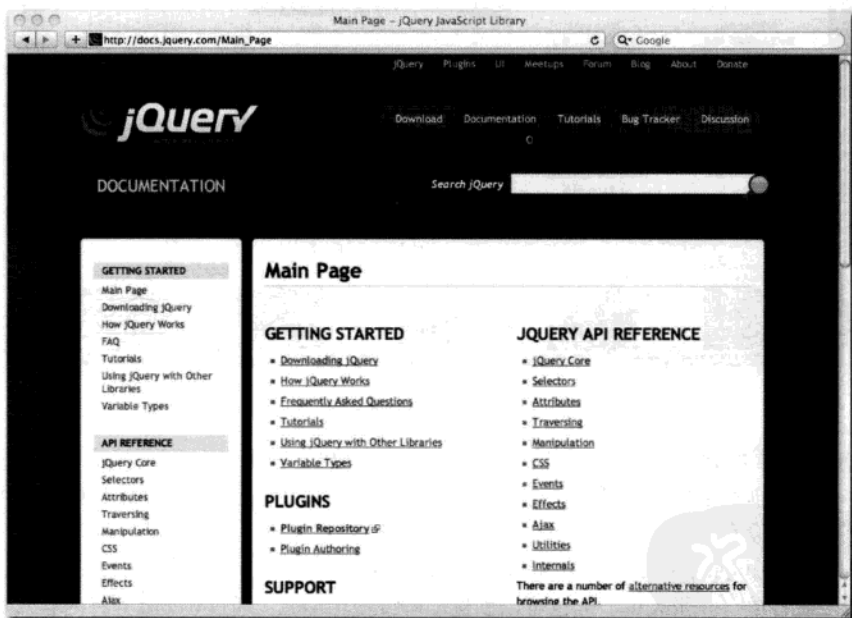 Main Page – jQuery JavaScript Library
http://docs.jquery.com/Main_Page
Google
jQuery Plugins UI Meetups Forum Blog About Donate
jQuery
Download Documentation Tutorials Bug Tracker Discussion
DOCUMENTATION
Search jQuery
GETTING STARTED
Main Page
Downloading jQuery
How jQuery Works
FAQ
Tutorials
Using jQuery with Other
Libraries
Variable Types
API REFERENCE
jQuery Core
Selectors
Attributes
Traversing
Manipulation
CSS
Events
Effects
Ajax
Main Page
GETTING STARTED
Downloading jQuery
How jQuery Works
Frequently Asked Questions
Tutorials
Using jQuery with Other Libraries
Variable Types
PLUGINS
Plugin Repository
Plugin Authoring
SUPPORT
JQUERY API REFERENCE
jQuery Core
Selectors
Attributes
Traversing
Manipulation
CSS
Events
Effects
Ajax
Utilities
Internals
There are a number of alternative resources for
browsing the API.